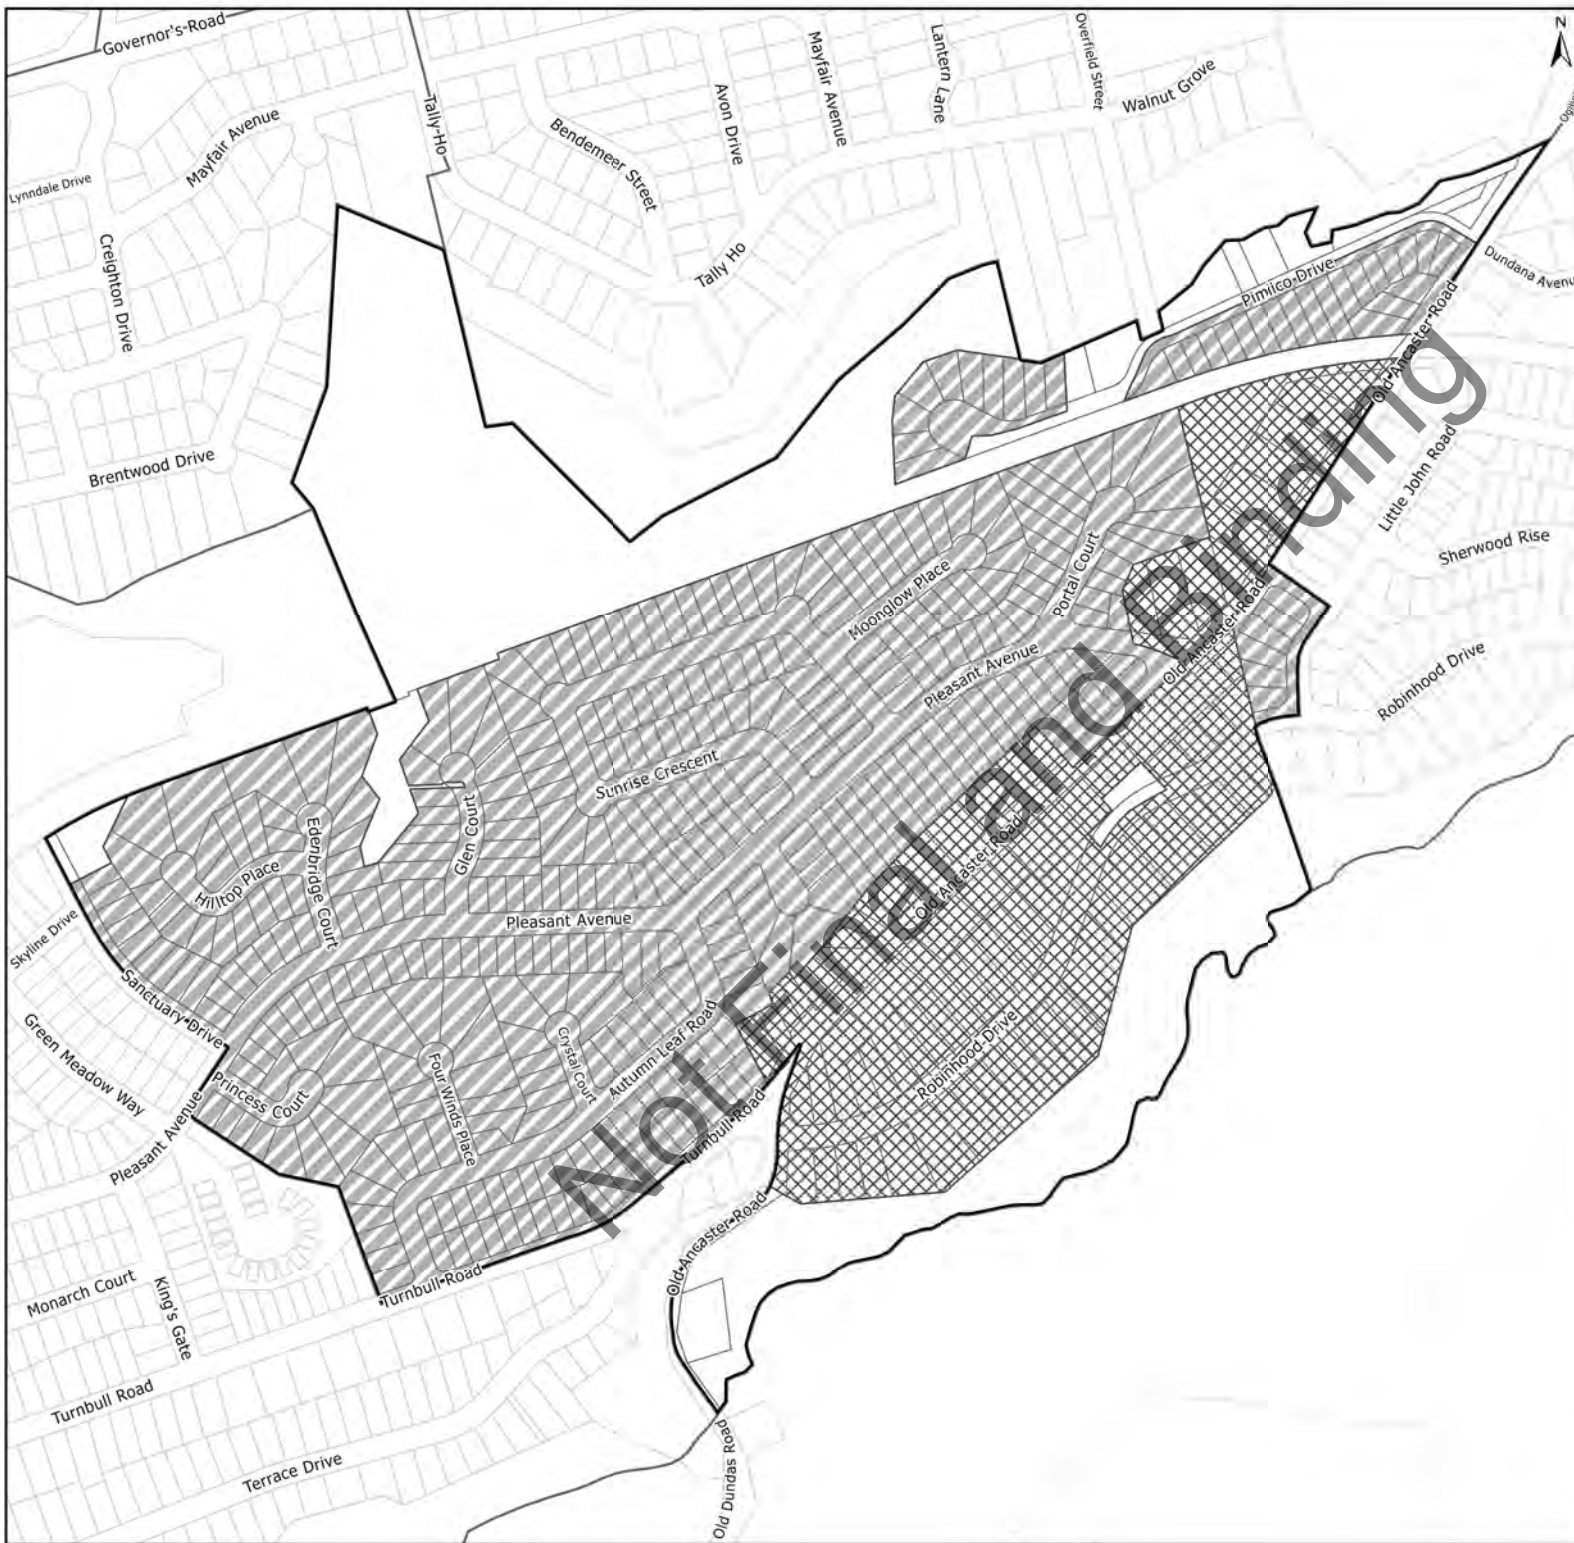 Governor's Road
Mayfair Avenue
Tally-Ho
Lynndale Drive
Creighton Drive
Brentwood Drive
Bendemeer Street
Avon Drive
Mayfair Avenue
Lantern Lane
Overfield Street
Walnut Grove
Tally Ho
N
Pimlico Drive
Dundana Avenu
Old Ancaster Road
Little John Road
Sherwood Rise
Robinhood Drive
Old Ancaster Road
Portal Court
Moonglow Place
Pleasant Avenue
Sunrise Crescent
Glen Court
Edenbridge Court
Hilltop Place
Pleasant Avenue
Old Ancaster Road
Skyline Drive
Sanctuary Drive
Green Meadow Way
Princess Court
Pleasant Avenue
Four Winds Place
Crystal Court
Autumn Leaf Road
Turnbull Road
Robinhood Drive
Old Ancaster Road
Turnbull Road
Monarch Court
King's Gate
Turnbull Road
Terrace Drive
Old Dundas Road
Not Final and Binding